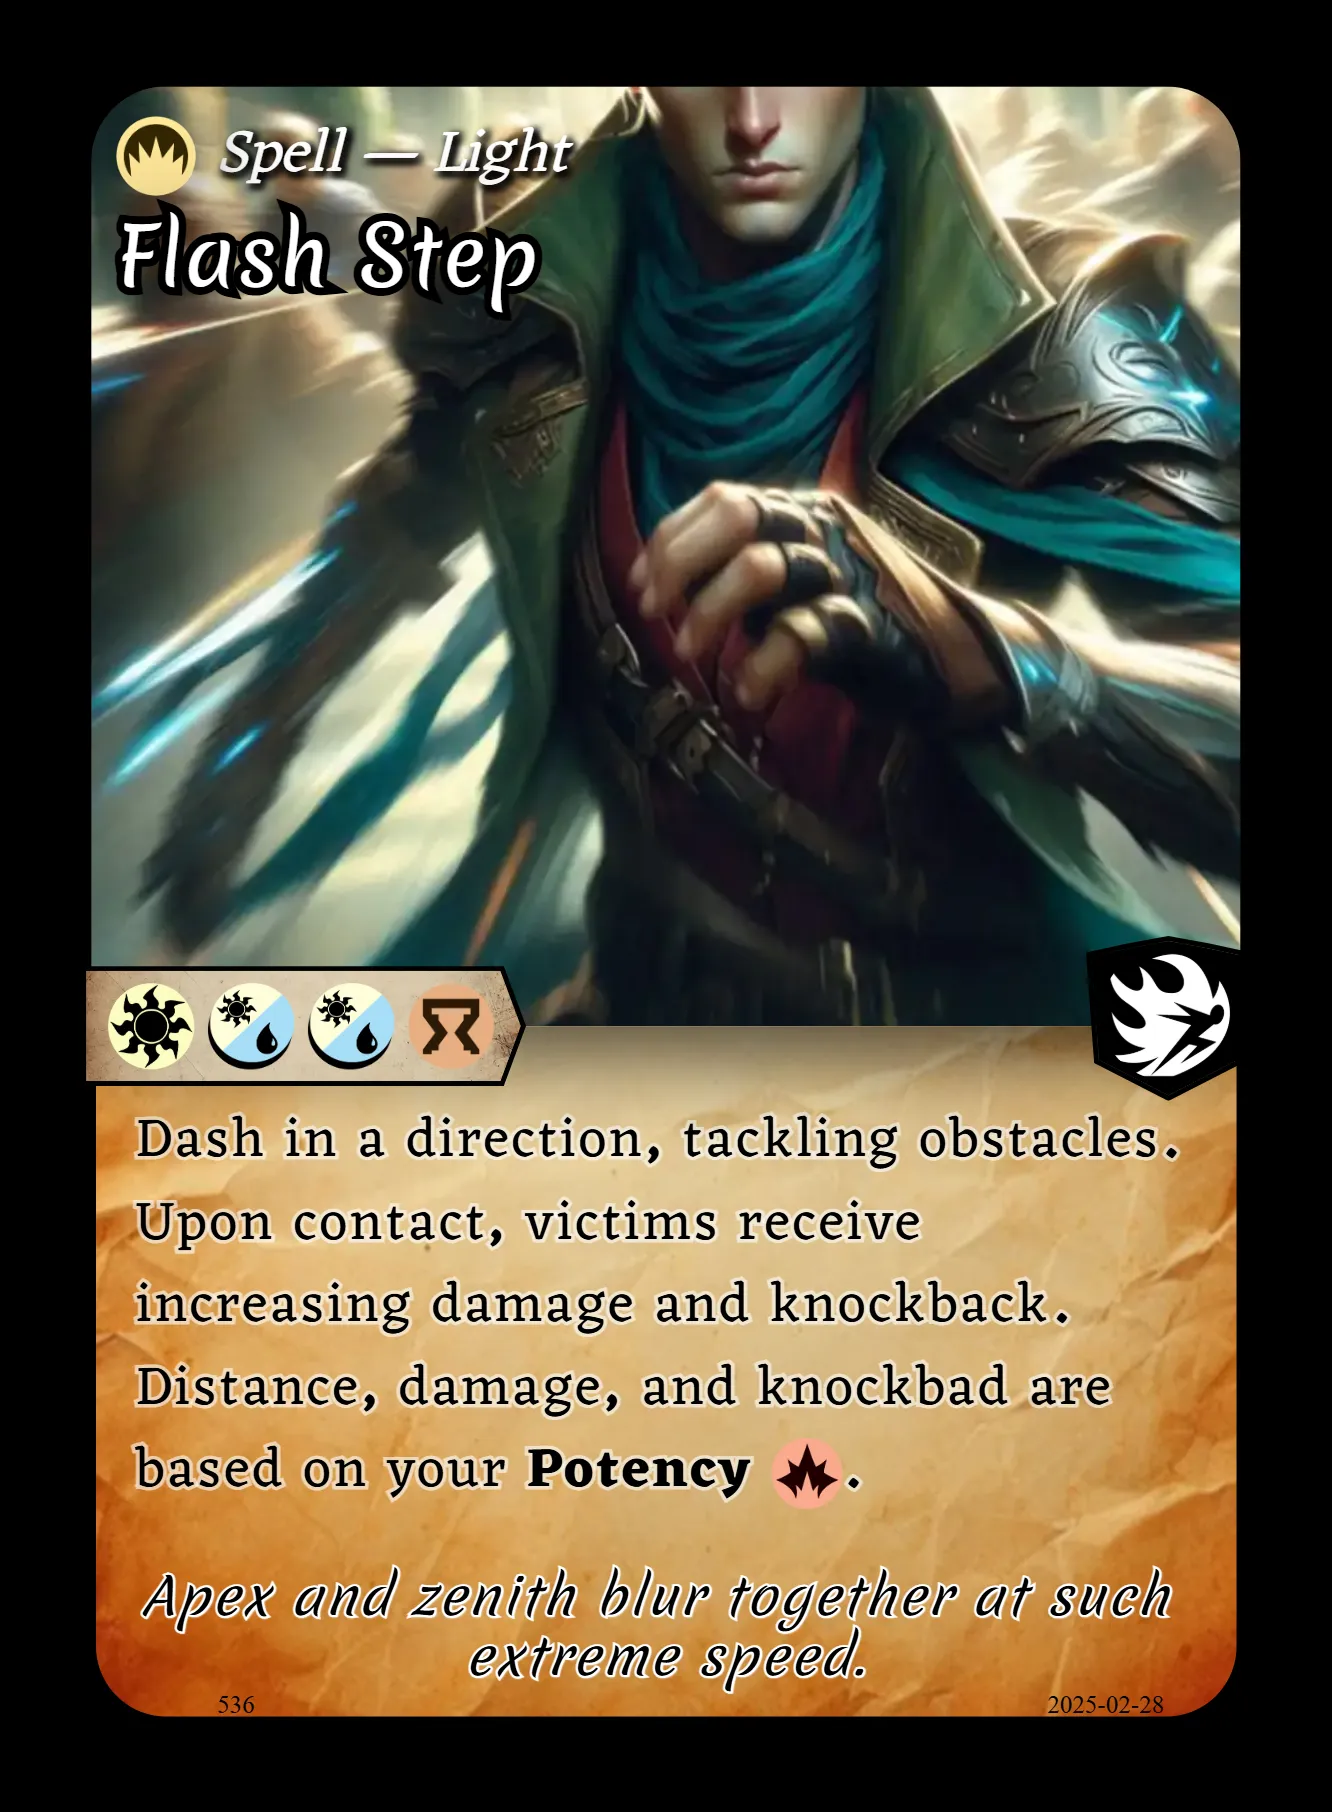 Spell — Light
Flash Step
Dash in a direction, tackling obstacles.
Upon contact, victims receive
increasing damage and knockback.
Distance, damage, and knockbad are
based on your Potency .
Apex and zenith blur together at such
extreme speed.
536
2025-02-28